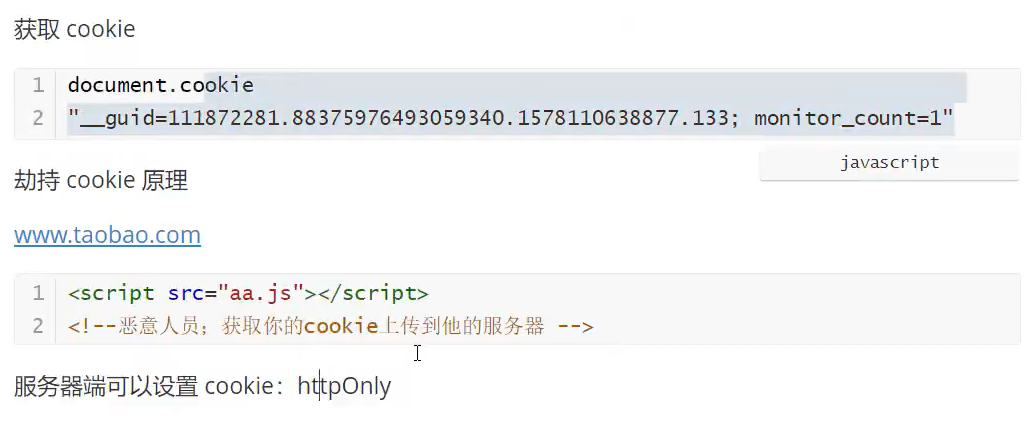 获取 cookie
1 document.cookie
2 "__guid=111872281.88375976493059340.1578110638877.133; monitor_count=1"
javascript
劫持 cookie 原理
www.taobao.com
1 <script src="aa.js"></script>
2 <!--恶意人员；获取你的cookie上传到他的服务器 -->
服务器端可以设置 cookie：httpOnly